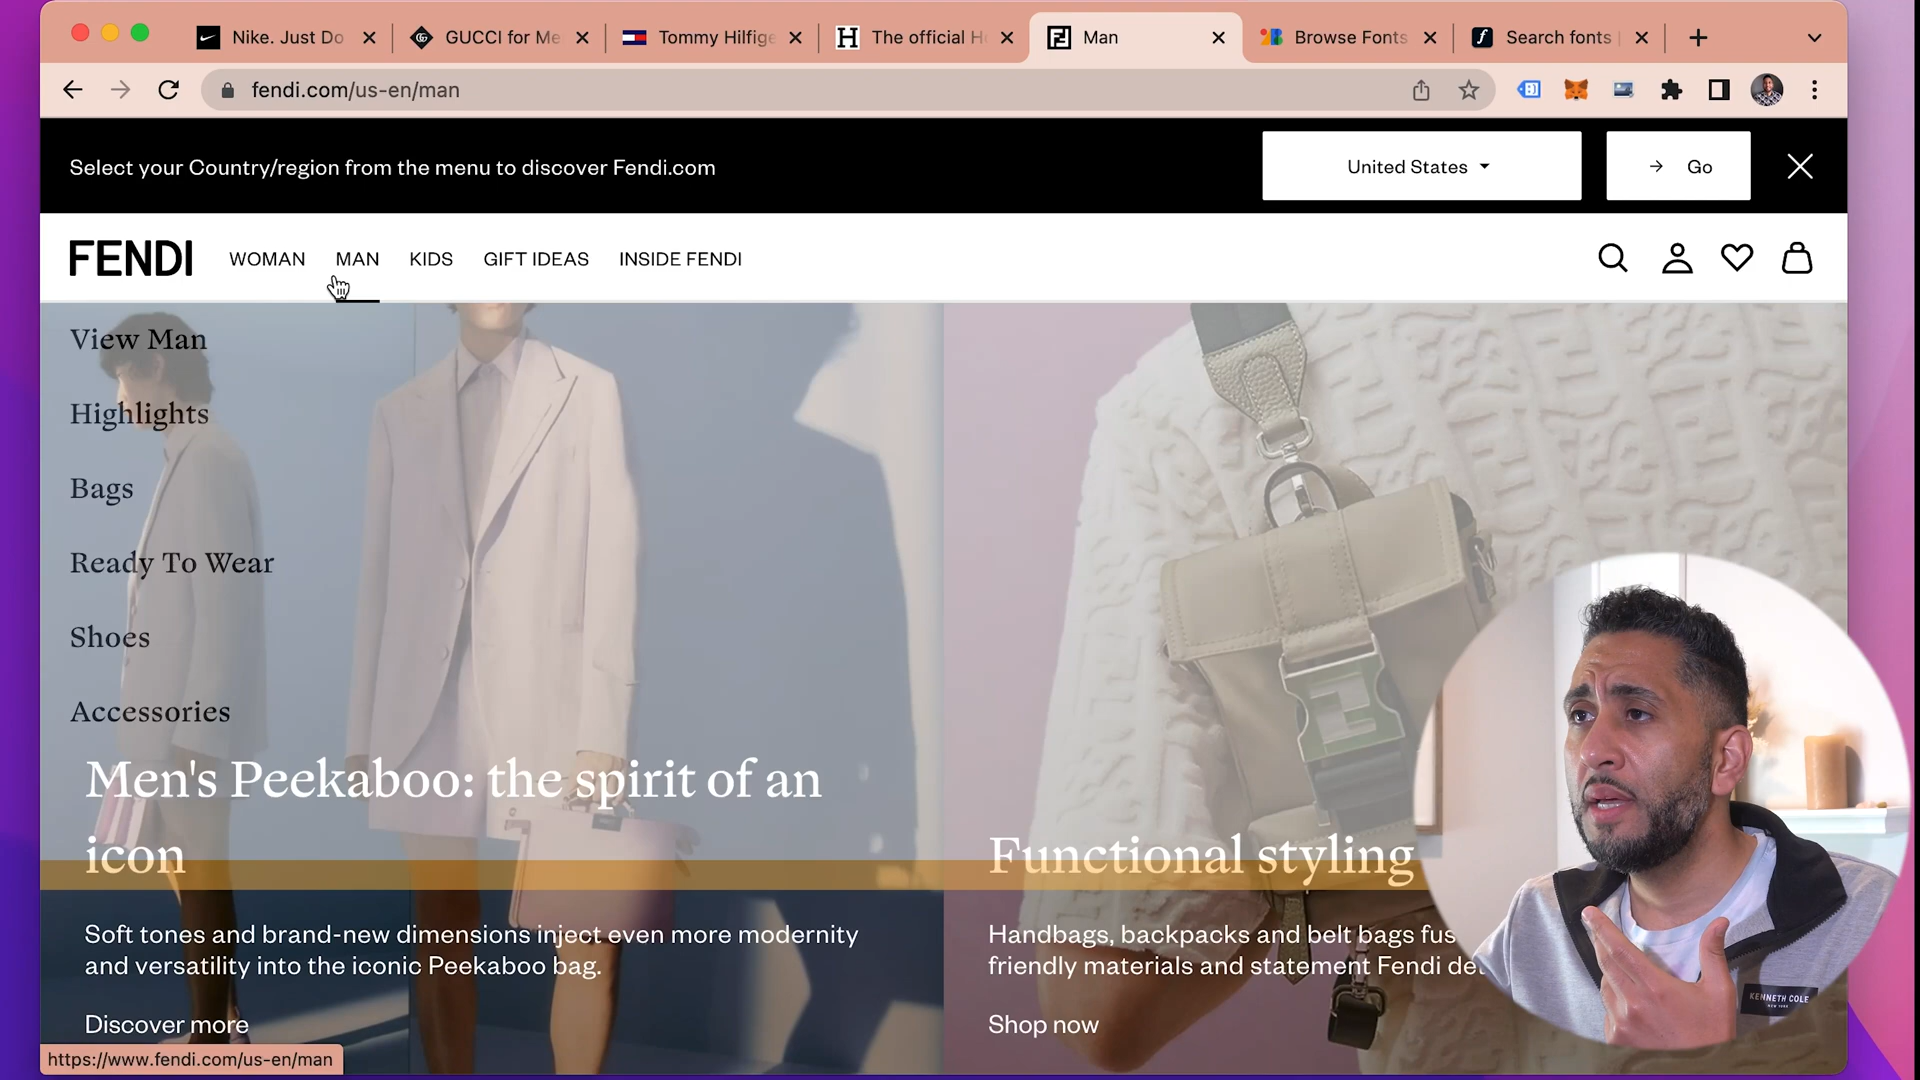 Nike. Just Do
GUCCI for Me
Tommy Hilfige
The official H
Man
Browse Fonts
Search fonts
fendi.com/us-en/man
Select your Country/region from the menu to discover Fendi.com
United States
Go
FENDI
WOMAN
MAN
KIDS
GIFT IDEAS
INSIDE FENDI
View Man
Highlights
Bags
Ready To Wear
Shoes
Accessories
Men's Peekaboo: the spirit of an
icon
Soft tones and brand-new dimensions inject even more modernity
and versatility into the iconic Peekaboo bag.
Discover more
Functional styling
Handbags, backpacks and belt bags fus
friendly materials and statement Fendi det
Shop now
KENNETH COLE
NEW YORK
https://www.fendi.com/us-en/man